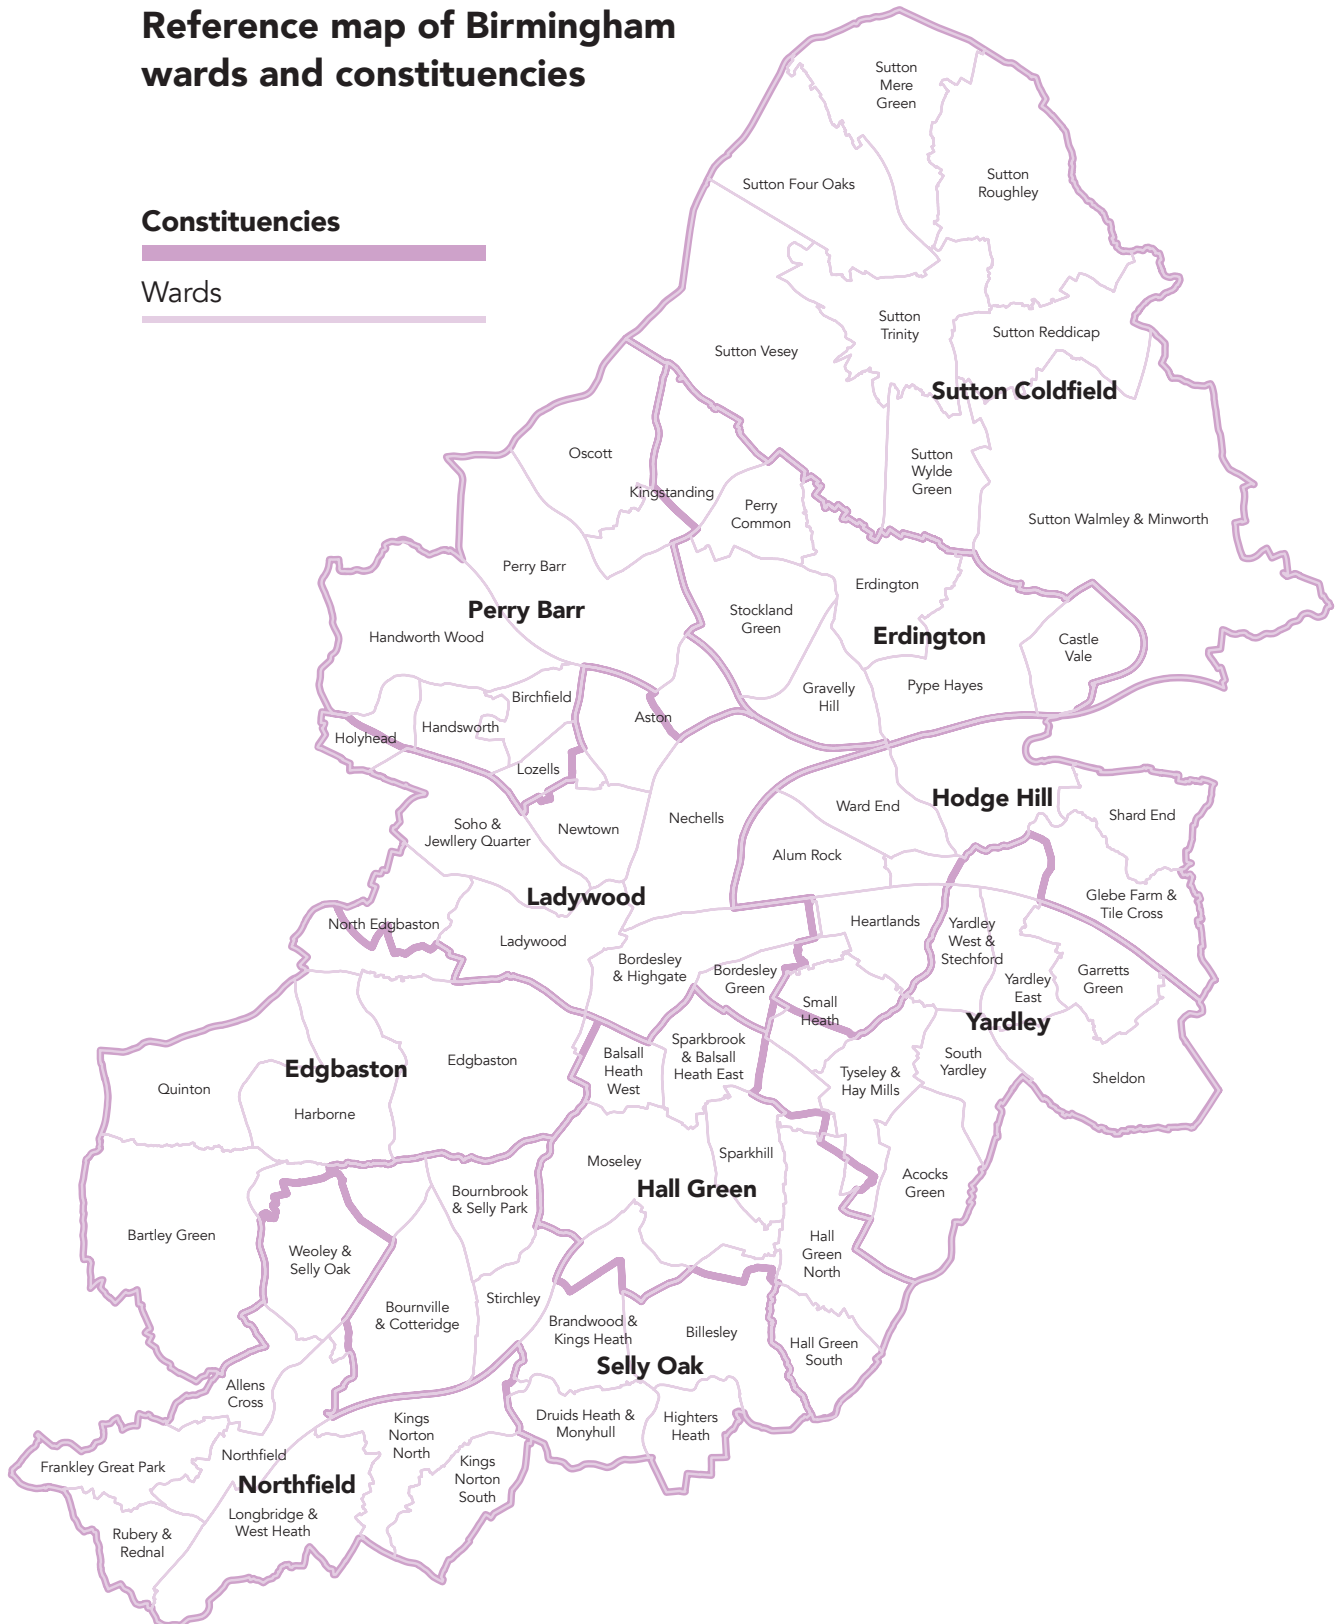 Reference map of Birmingham
wards and constituencies
Constituencies
Wards
Sutton
Mere
Green
Sutton Four Oaks
Sutton
Roughley
Sutton
Trinity
Sutton Reddicap
Sutton Vesey
Sutton Coldfield
Sutton
Wylde
Green
Sutton Walmley & Minworth
Oscott
Kingstanding
Perry
Common
Perry Barr
Perry Barr
Handworth Wood
Erdington
Stockland
Green
Erdington
Castle
Vale
Pype Hayes
Gravelly
Hill
Birchfield
Handsworth
Holyhead
Aston
Lozells
Soho &
Jewllery Quarter
Newtown
Nechells
Ward End
Hodge Hill
Shard End
Alum Rock
Ladywood
Glebe Farm &
Tile Cross
North Edgbaston
Ladywood
Heartlands
Yardley
West &
Stechford
Bordesley
& Highgate
Bordesley
Green
Yardley
East
Garretts
Green
Small
Heath
Yardley
Edgbaston
Edgbaston
Balsall
Heath
West
Sparkbrook
& Balsall
Heath East
South
Yardley
Tyseley &
Hay Mills
Sheldon
Quinton
Harborne
Moseley
Sparkhill
Hall Green
Acocks
Green
Bournbrook
& Selly Park
Bartley Green
Weoley &
Selly Oak
Hall
Green
North
Stirchley
Bournville
& Cotteridge
Brandwood &
Kings Heath
Billesley
Hall Green
South
Selly Oak
Allens
Cross
Druids Heath &
Monyhull
Highters
Heath
Kings
Norton
North
Northfield
Frankley Great Park
Kings
Norton
South
Northfield
Longbridge &
West Heath
Rubery &
Rednal